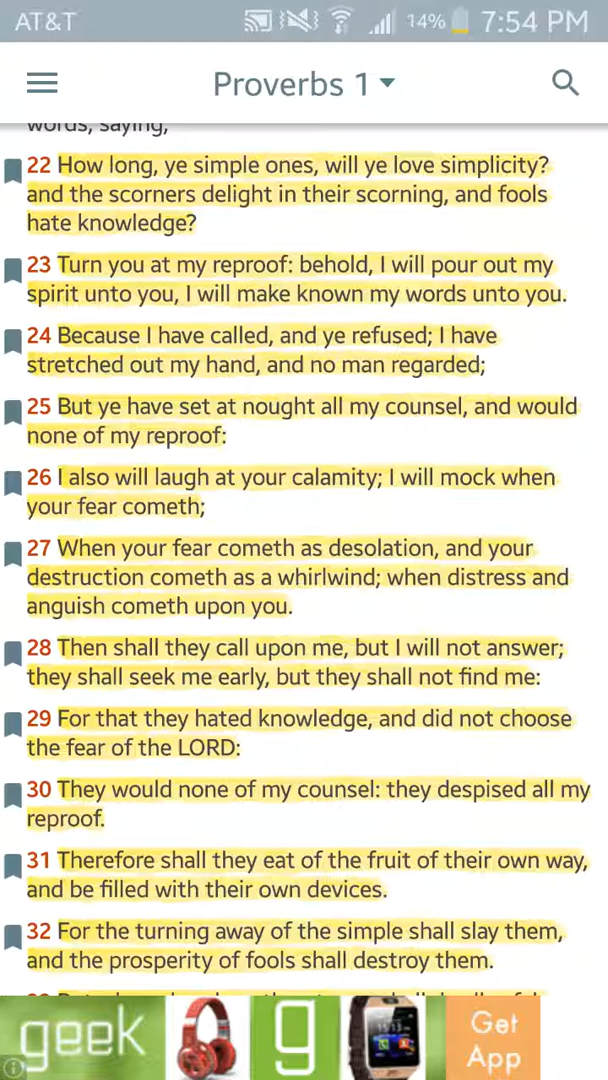 AT&T 14% 7:54 PM
Proverbs 1
words, saying,
22 How long, ye simple ones, will ye love simplicity?
and the scorners delight in their scorning, and fools
hate knowledge?
23 Turn you at my reproof: behold, I will pour out my
spirit unto you, I will make known my words unto you.
24 Because I have called, and ye refused; I have
stretched out my hand, and no man regarded;
25 But ye have set at nought all my counsel, and would
none of my reproof:
26 I also will laugh at your calamity; I will mock when
your fear cometh;
27 When your fear cometh as desolation, and your
destruction cometh as a whirlwind; when distress and
anguish cometh upon you.
28 Then shall they call upon me, but I will not answer;
they shall seek me early, but they shall not find me:
29 For that they hated knowledge, and did not choose
the fear of the LORD:
30 They would none of my counsel: they despised all my
reproof.
31 Therefore shall they eat of the fruit of their own way,
and be filled with their own devices.
32 For the turning away of the simple shall slay them,
and the prosperity of fools shall destroy them.
geek g Get
App